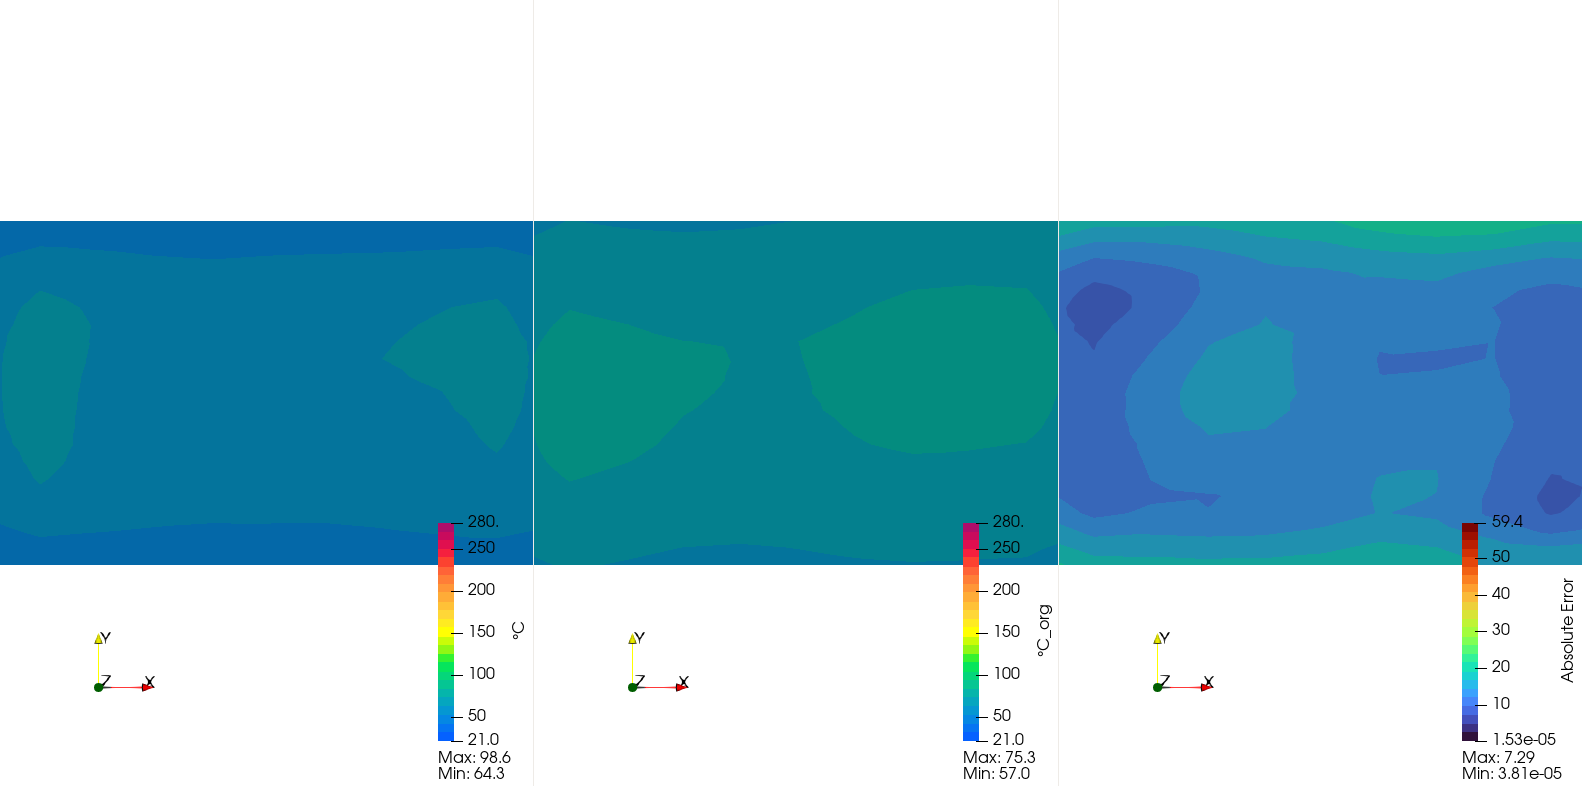 280.
250
200
150
100
50
21.0
°C
Max: 98.6
Min: 64.3
Y
Z
X
280.
250
200
150
100
50
21.0
°C_org
Max: 75.3
Min: 57.0
Y
Z
X
59.4
50
40
30
20
10
1.53e-05
Absolute Error
Max: 7.29
Min: 3.81e-05
Y
Z
X